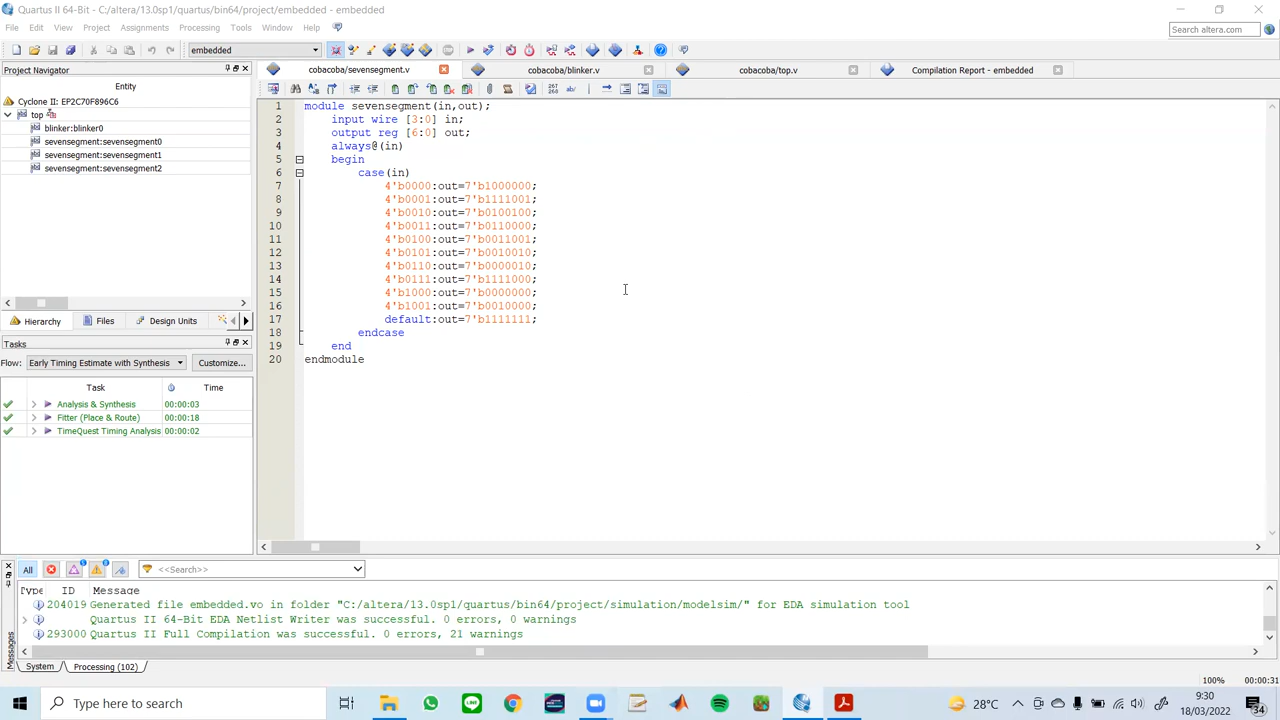 Quartus II 64-Bit - C:/altera/13.0sp1/quartus/bin64/project/embedded - embedded
File Edit View Project Assignments Processing Tools Window Help
Search altera.com
embedded
Project Navigator
cobacoba/sevensegment.v
cobacoba/blinker.v
cobacoba/top.v
Compilation Report - embedded
Entity
Cyclone II: EP2C70F896C6
top
blinker:blinker0
sevensegment:sevensegment0
sevensegment:sevensegment1
sevensegment:sevensegment2
Hierarchy Files Design Units
Tasks
Flow: Early Timing Estimate with Synthesis Customize...
Task Time
Analysis & Synthesis 00:00:03
Fitter (Place & Route) 00:00:18
TimeQuest Timing Analysis 00:00:02
267
268
ab/
1 module sevensegment(in,out);
2 input wire [3:0] in;
3 output reg [6:0] out;
4 always@(in)
5 begin
6 case(in)
7 4'b0000:out=7'b1000000;
8 4'b0001:out=7'b1111001;
9 4'b0010:out=7'b0100100;
10 4'b0011:out=7'b0110000;
11 4'b0100:out=7'b0011001;
12 4'b0101:out=7'b0010010;
13 4'b0110:out=7'b0000010;
14 4'b0111:out=7'b1111000;
15 4'b1000:out=7'b0000000;
16 4'b1001:out=7'b0010000;
17 default:out=7'b1111111;
18 endcase
19 end
20 endmodule
All <<Search>>
Type ID Message
204019 Generated file embedded.vo in folder "C:/altera/13.0sp1/quartus/bin64/project/simulation/modelsim/" for EDA simulation tool
Quartus II 64-Bit EDA Netlist Writer was successful. 0 errors, 0 warnings
293000 Quartus II Full Compilation was successful. 0 errors, 21 warnings
Messages
System Processing (102)
100% 00:00:31
Type here to search
28°C
9:30
18/03/2022
34